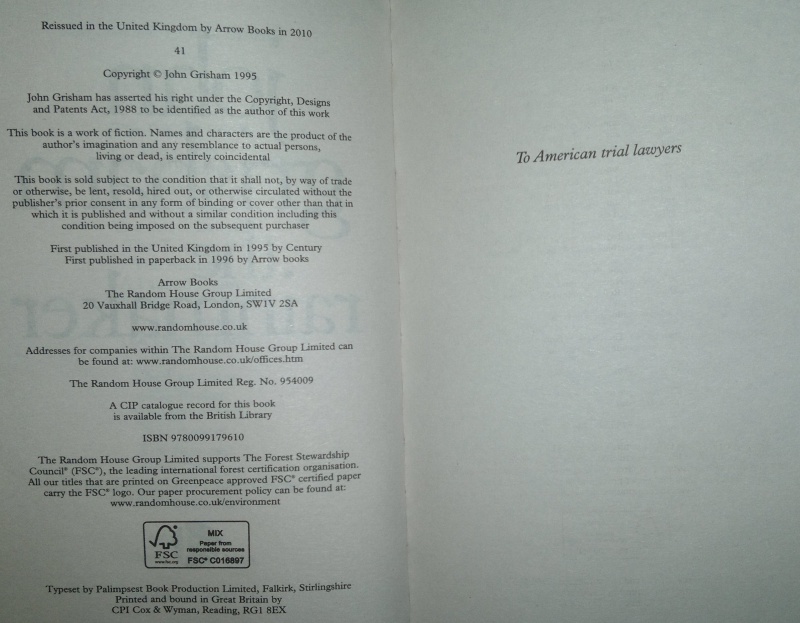 Reissued in the United Kingdom by Arrow Books in 2010
41
Copyright © John Grisham 1995
John Grisham has asserted his right under the Copyright, Designs
and Patents Act, 1988 to be identified as the author of this work
This book is a work of fiction. Names and characters are the product of the
author's imagination and any resemblance to actual persons,
living or dead, is entirely coincidental
This book is sold subject to the condition that it shall not, by way of trade
or otherwise, be lent, resold, hired out, or otherwise circulated without the
publisher's prior consent in any form of binding or cover other than that in
which it is published and without a similar condition including this
condition being imposed on the subsequent purchaser
First published in the United Kingdom in 1995 by Century
First published in paperback in 1996 by Arrow books
Arrow Books
The Random House Group Limited
20 Vauxhall Bridge Road, London, SW1V 2SA
www.randomhouse.co.uk
Addresses for companies within The Random House Group Limited can
be found at: www.randomhouse.co.uk/offices.htm
The Random House Group Limited Reg. No. 954009
A CIP catalogue record for this book
is available from the British Library
ISBN 9780099179610
The Random House Group Limited supports The Forest Stewardship
Council® (FSC®), the leading international forest certification organisation.
All our titles that are printed on Greenpeace approved FSC® certified paper
carry the FSC® logo. Our paper procurement policy can be found at:
www.randomhouse.co.uk/environment
FSC
www.fsc.org
MIX
Paper from
responsible sources
FSC® C016897
Typeset by Palimpsest Book Production Limited, Falkirk, Stirlingshire
Printed and bound in Great Britain by
CPI Cox & Wyman, Reading, RG1 8EX
To American trial lawyers